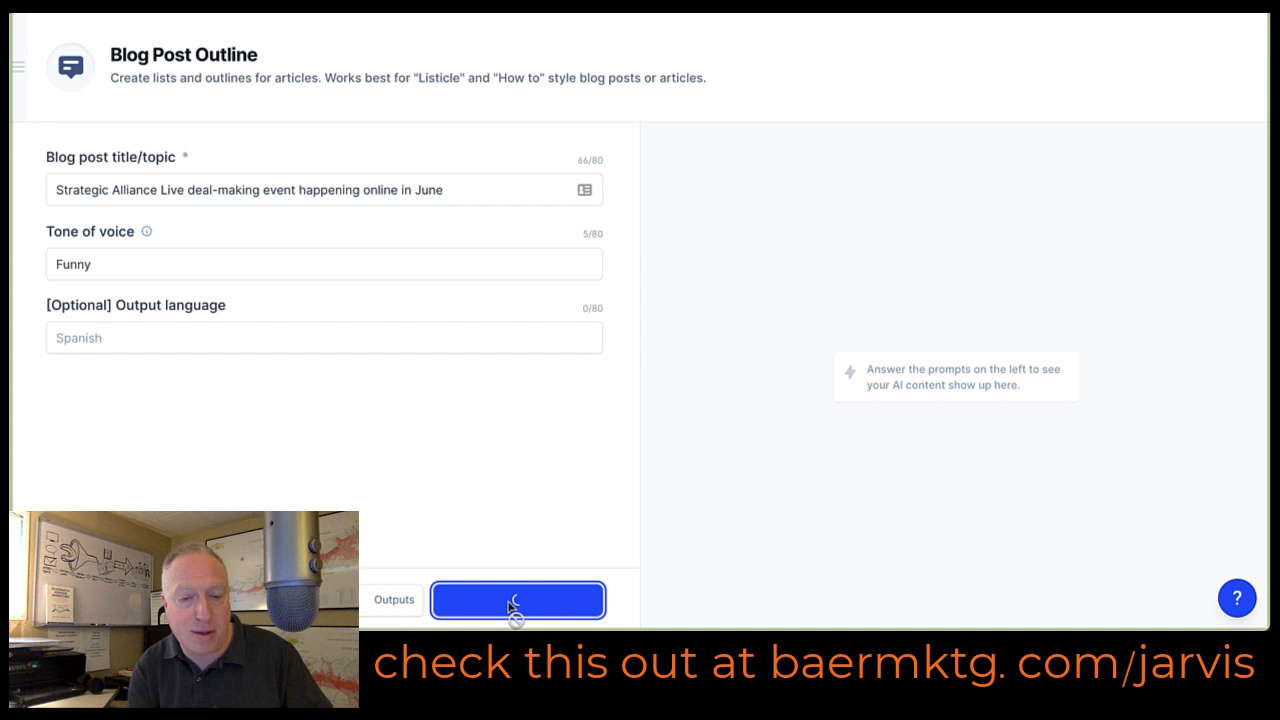 Blog Post Outline
Create lists and outlines for articles. Works best for "Listicle" and "How to" style blog posts or articles.
Blog post title/topic *
66/80
Strategic Alliance Live deal-making event happening online in June
Tone of voice
5/80
Funny
[Optional] Output language
0/80
Spanish
Answer the prompts on the left to see
your AI content show up here.
Outputs
?
check this out at baermktg. com/jarvis